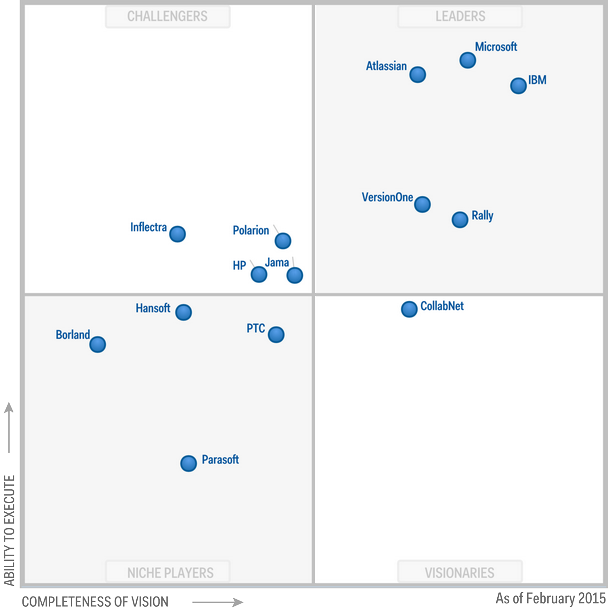 CHALLENGERS
LEADERS
Microsoft
Atlassian
IBM
VersionOne
Rally
Inflectra
Polarion
HP
Jama
Hansoft
CollabNet
PTC
Borland
Parasoft
ABILITY TO EXECUTE
NICHE PLAYERS
VISIONARIES
COMPLETENESS OF VISION
As of February 2015